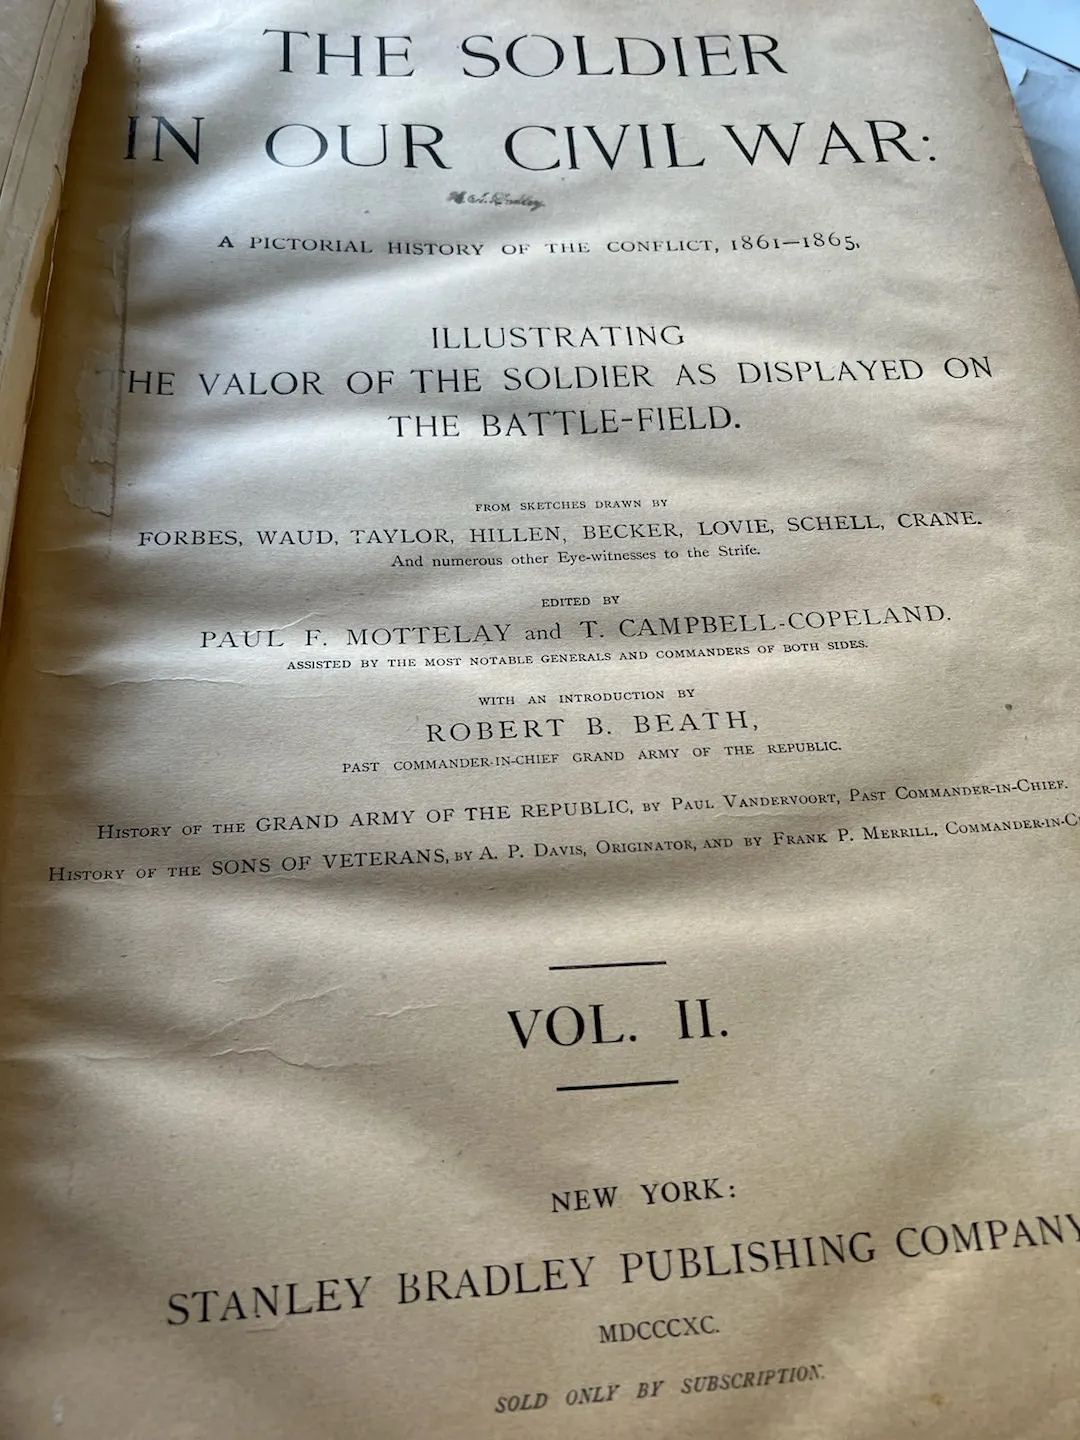 THE SOLDIER
IN OUR CIVIL WAR:
A PICTORIAL HISTORY OF THE CONFLICT, 1861–1865,
ILLUSTRATING
THE VALOR OF THE SOLDIER AS DISPLAYED ON
THE BATTLE-FIELD.
FROM SKETCHES DRAWN BY
FORBES, WAUD, TAYLOR, HILLEN, BECKER, LOVIE, SCHELL, CRANE.
And numerous other Eye-witnesses to the Strife.
EDITED BY
PAUL F. MOTTELAY and T. CAMPBELL-COPELAND.
ASSISTED BY THE MOST NOTABLE GENERALS AND COMMANDERS OF BOTH SIDES.
WITH AN INTRODUCTION BY
ROBERT B. BEATH,
PAST COMMANDER-IN-CHIEF GRAND ARMY OF THE REPUBLIC.
HISTORY OF THE GRAND ARMY OF THE REPUBLIC, BY PAUL VANDERVOORT, PAST COMMANDER-IN-CHIEF.
HISTORY OF THE SONS OF VETERANS, BY A. P. DAVIS, ORIGINATOR, AND BY FRANK P. MERRILL, COMMANDER-IN-C
VOL. II.
NEW YORK:
STANLEY BRADLEY PUBLISHING COMPANY
MDCCCXC.
SOLD ONLY BY SUBSCRIPTION.